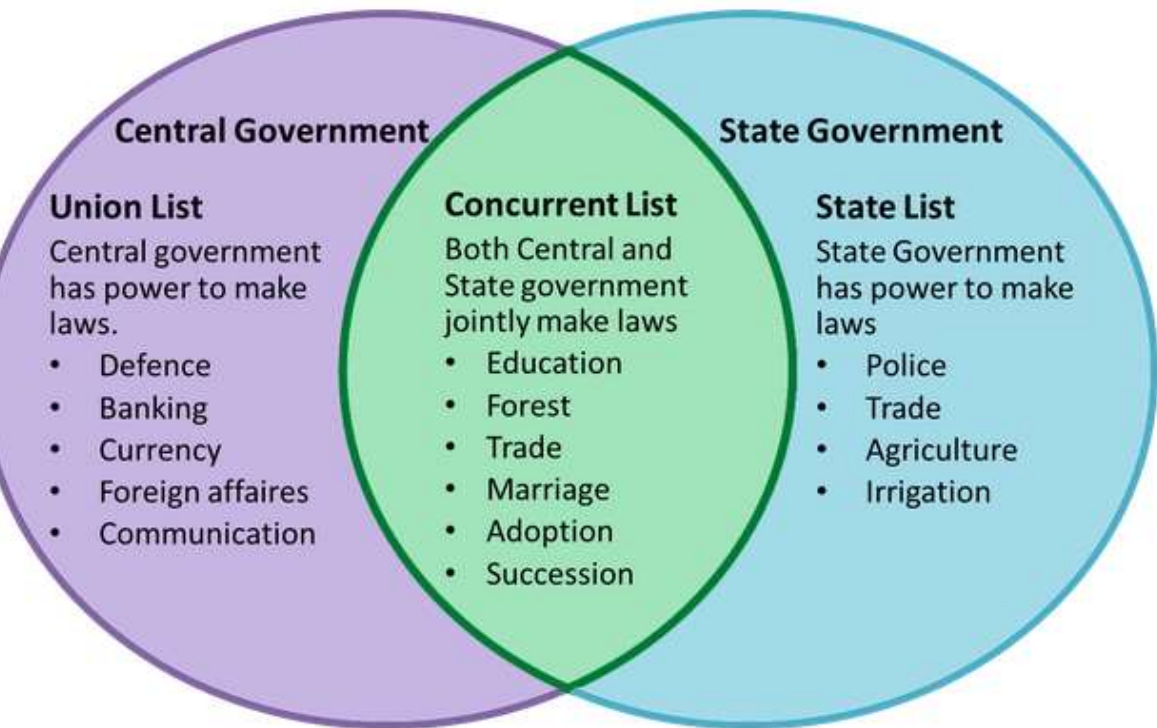 Central Government
Union List
Central government
has power to make
laws.
• Defence
• Banking
• Currency
• Foreign affaires
• Communication
Concurrent List
Both Central and
State government
jointly make laws
• Education
• Forest
• Trade
• Marriage
• Adoption
• Succession
State Government
State List
State Government
has power to make
laws
• Police
• Trade
• Agriculture
• Irrigation